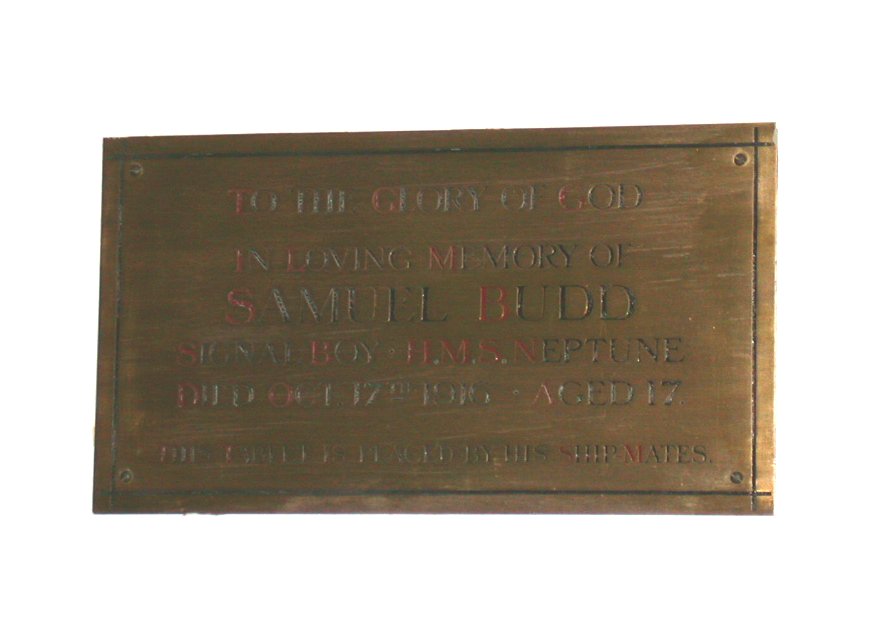 TO THE GLORY OF GOD
IN LOVING MEMORY OF
SAMUEL BUDD
SIGNAL BOY · H.M.S. NEPTUNE
DIED OCT. 17TH 1916 · AGED 17.
THIS TABLET IS PLACED BY HIS SHIPMATES.